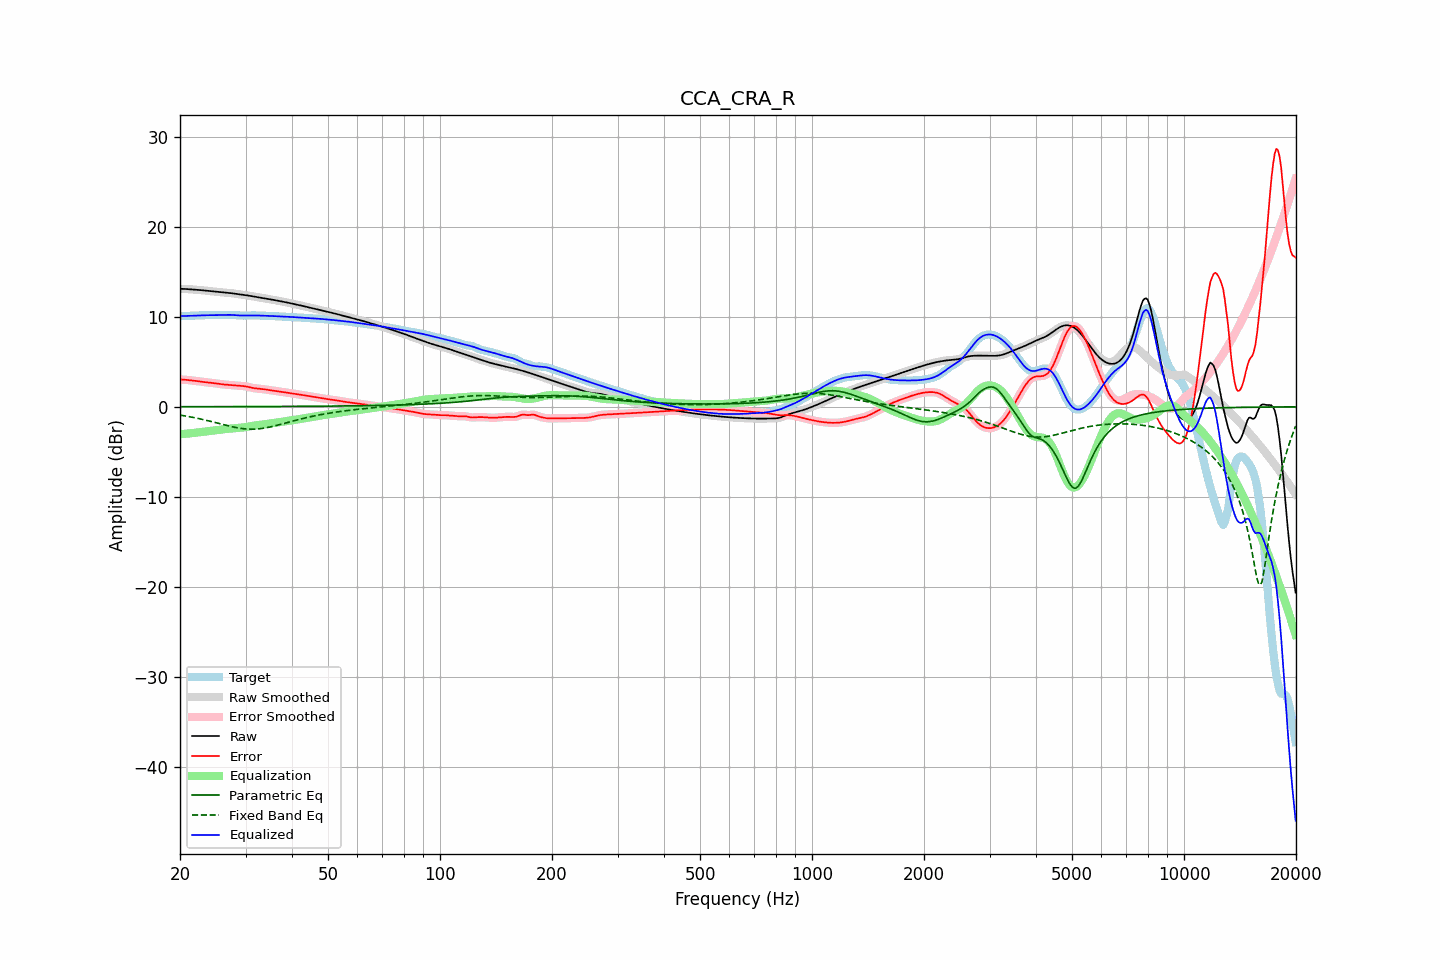 CCA_CRA_R
30
20
10
0
−10
−20
−30
−40
Amplitude (dBr)
Target
Raw Smoothed
Error Smoothed
Raw
Error
Equalization
Parametric Eq
Fixed Band Eq
Equalized
20 50 100 200 500 1000 2000 5000 10000 20000
Frequency (Hz)